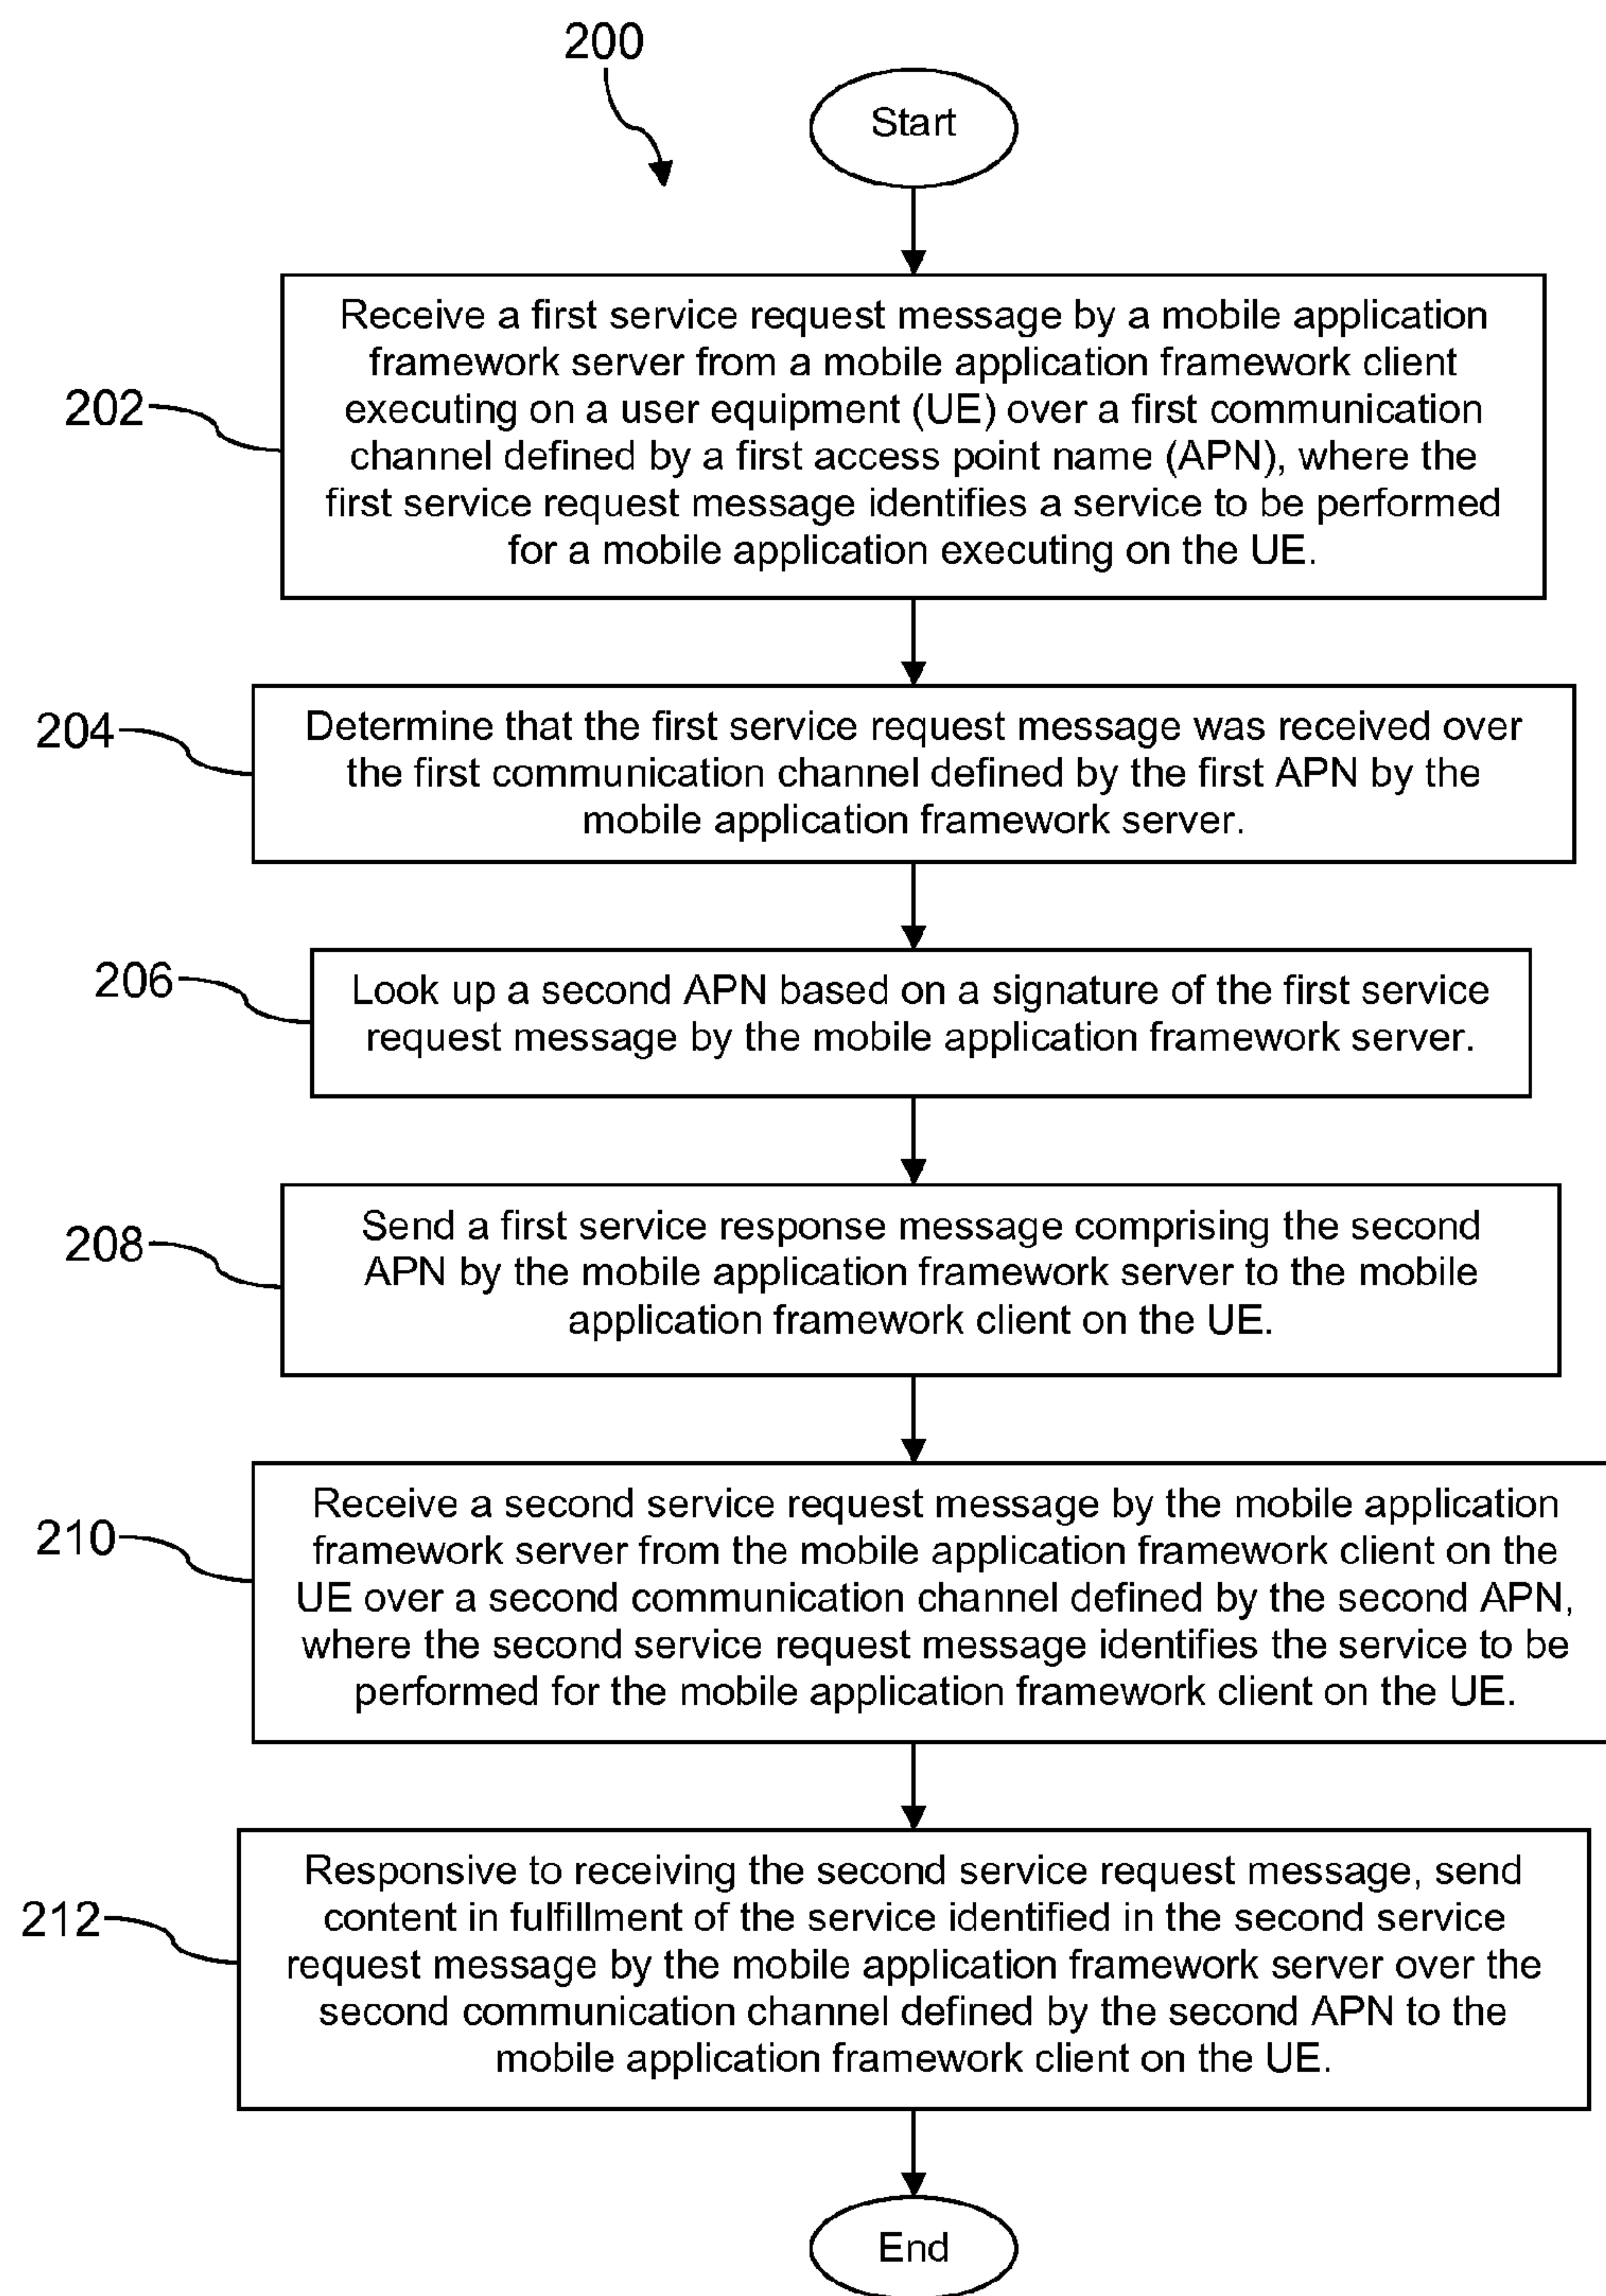 200
Start
202
Receive a first service request message by a mobile application
framework server from a mobile application framework client
executing on a user equipment (UE) over a first communication
channel defined by a first access point name (APN), where the
first service request message identifies a service to be performed
for a mobile application executing on the UE.
204
Determine that the first service request message was received over
the first communication channel defined by the first APN by the
mobile application framework server.
206
Look up a second APN based on a signature of the first service
request message by the mobile application framework server.
208
Send a first service response message comprising the second
APN by the mobile application framework server to the mobile
application framework client on the UE.
210
Receive a second service request message by the mobile application
framework server from the mobile application framework client on the
UE over a second communication channel defined by the second APN,
where the second service request message identifies the service to be
performed for the mobile application framework client on the UE.
212
Responsive to receiving the second service request message, send
content in fulfillment of the service identified in the second service
request message by the mobile application framework server over the
second communication channel defined by the second APN to the
mobile application framework client on the UE.
End